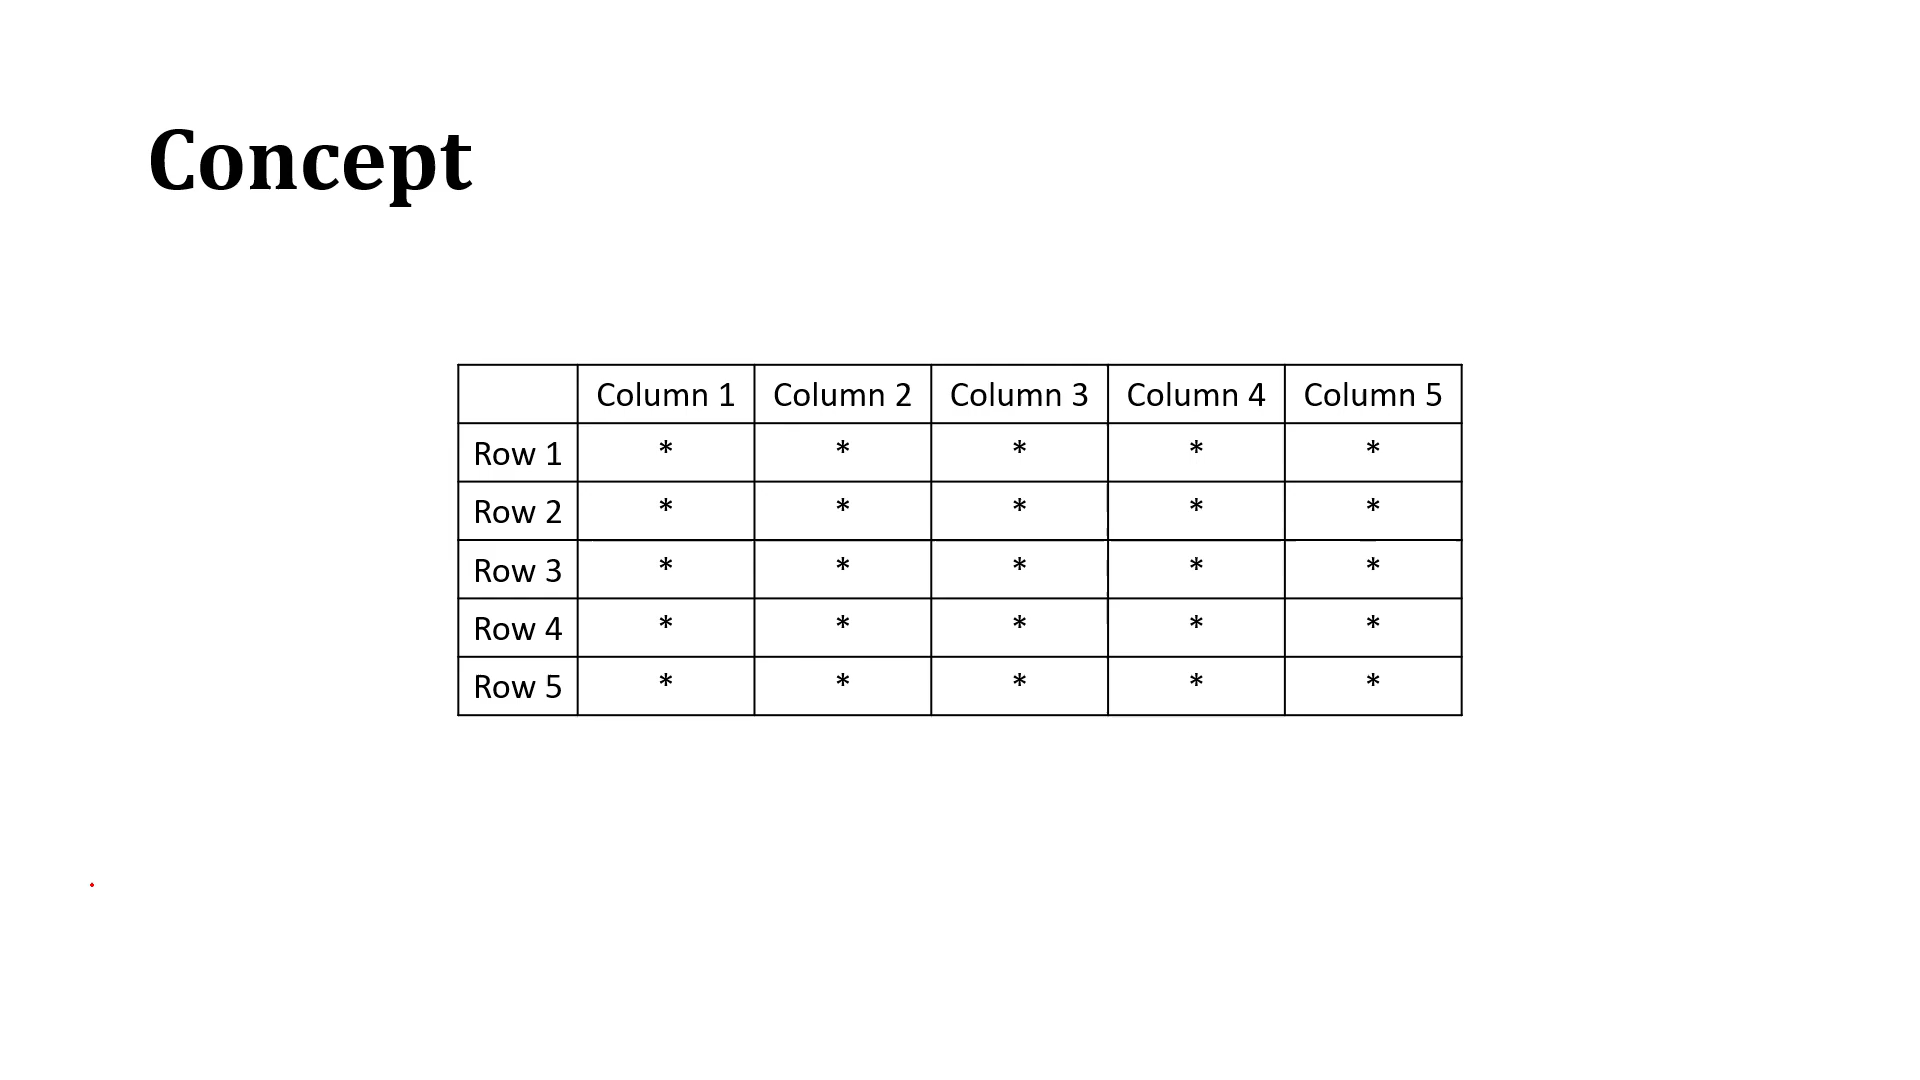 Concept
Column 1 Column 2 Column 3 Column 4 Column 5
Row 1 * * * * *
Row 2 * * * * *
Row 3 * * * * *
Row 4 * * * * *
Row 5 * * * * *